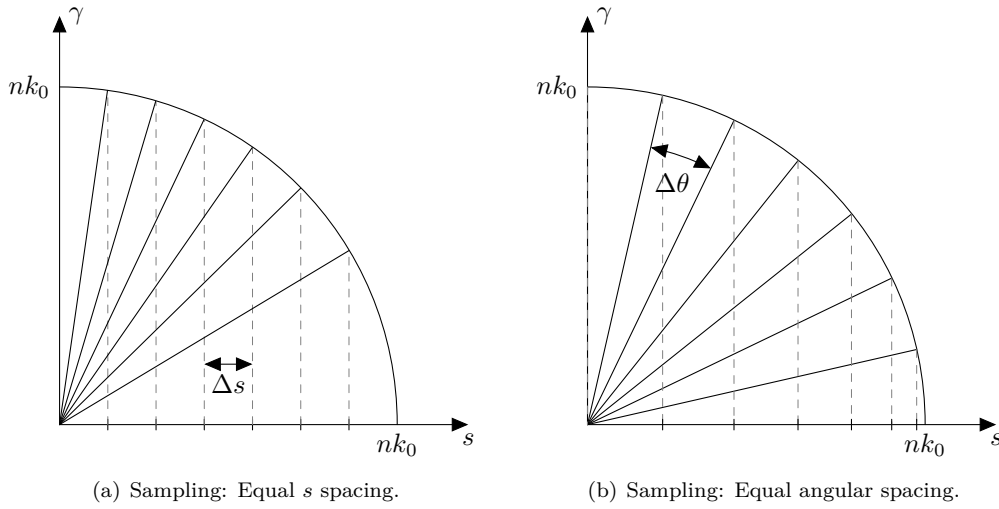 γ
nk₀
Δs
nk₀
s
(a) Sampling: Equal s spacing.
γ
nk₀
Δθ
nk₀
s
(b) Sampling: Equal angular spacing.